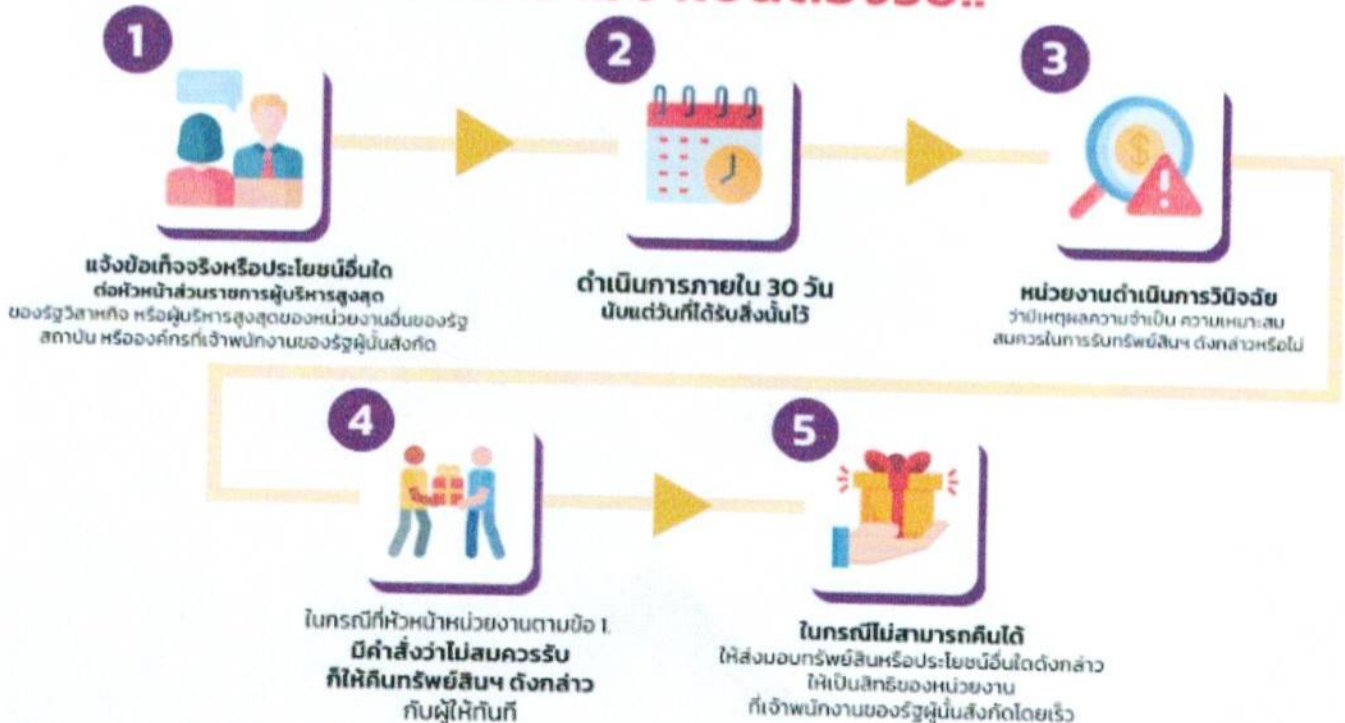 1
แจ้งข้อเท็จจริงหรือประโยชน์อื่นใด
ต่อหัวหน้าส่วนราชการผู้บริหารสูงสุด
ของรัฐวิสาหกิจ หรือผู้บริหารสูงสุดของหน่วยงานอื่นของรัฐ
สถาบัน หรือองค์กรที่เจ้าพนักงานของรัฐผู้นั้นสังกัด
2
ดำเนินการภายใน 30 วัน
นับแต่วันที่ได้รับสิ่งนั้นไว้
3
หน่วยงานดำเนินการวินิจฉัย
ว่ามีเหตุผลความจำเป็น ความเหมาะสม
สมควรในการรับทรัพย์สินฯ ดังกล่าวหรือไม่
4
ในกรณีที่หัวหน้าหน่วยงานตามข้อ 1.
มีคำสั่งว่าไม่สมควรรับ
ก็ให้คืนทรัพย์สินฯ ดังกล่าว
กับผู้ให้ทันที
5
ในกรณีไม่สามารถคืนได้
ให้ส่งมอบทรัพย์สินหรือประโยชน์อื่นใดดังกล่าว
ให้เป็นสิทธิของหน่วยงาน
ที่เจ้าพนักงานของรัฐผู้นั้นสังกัดโดยเร็ว